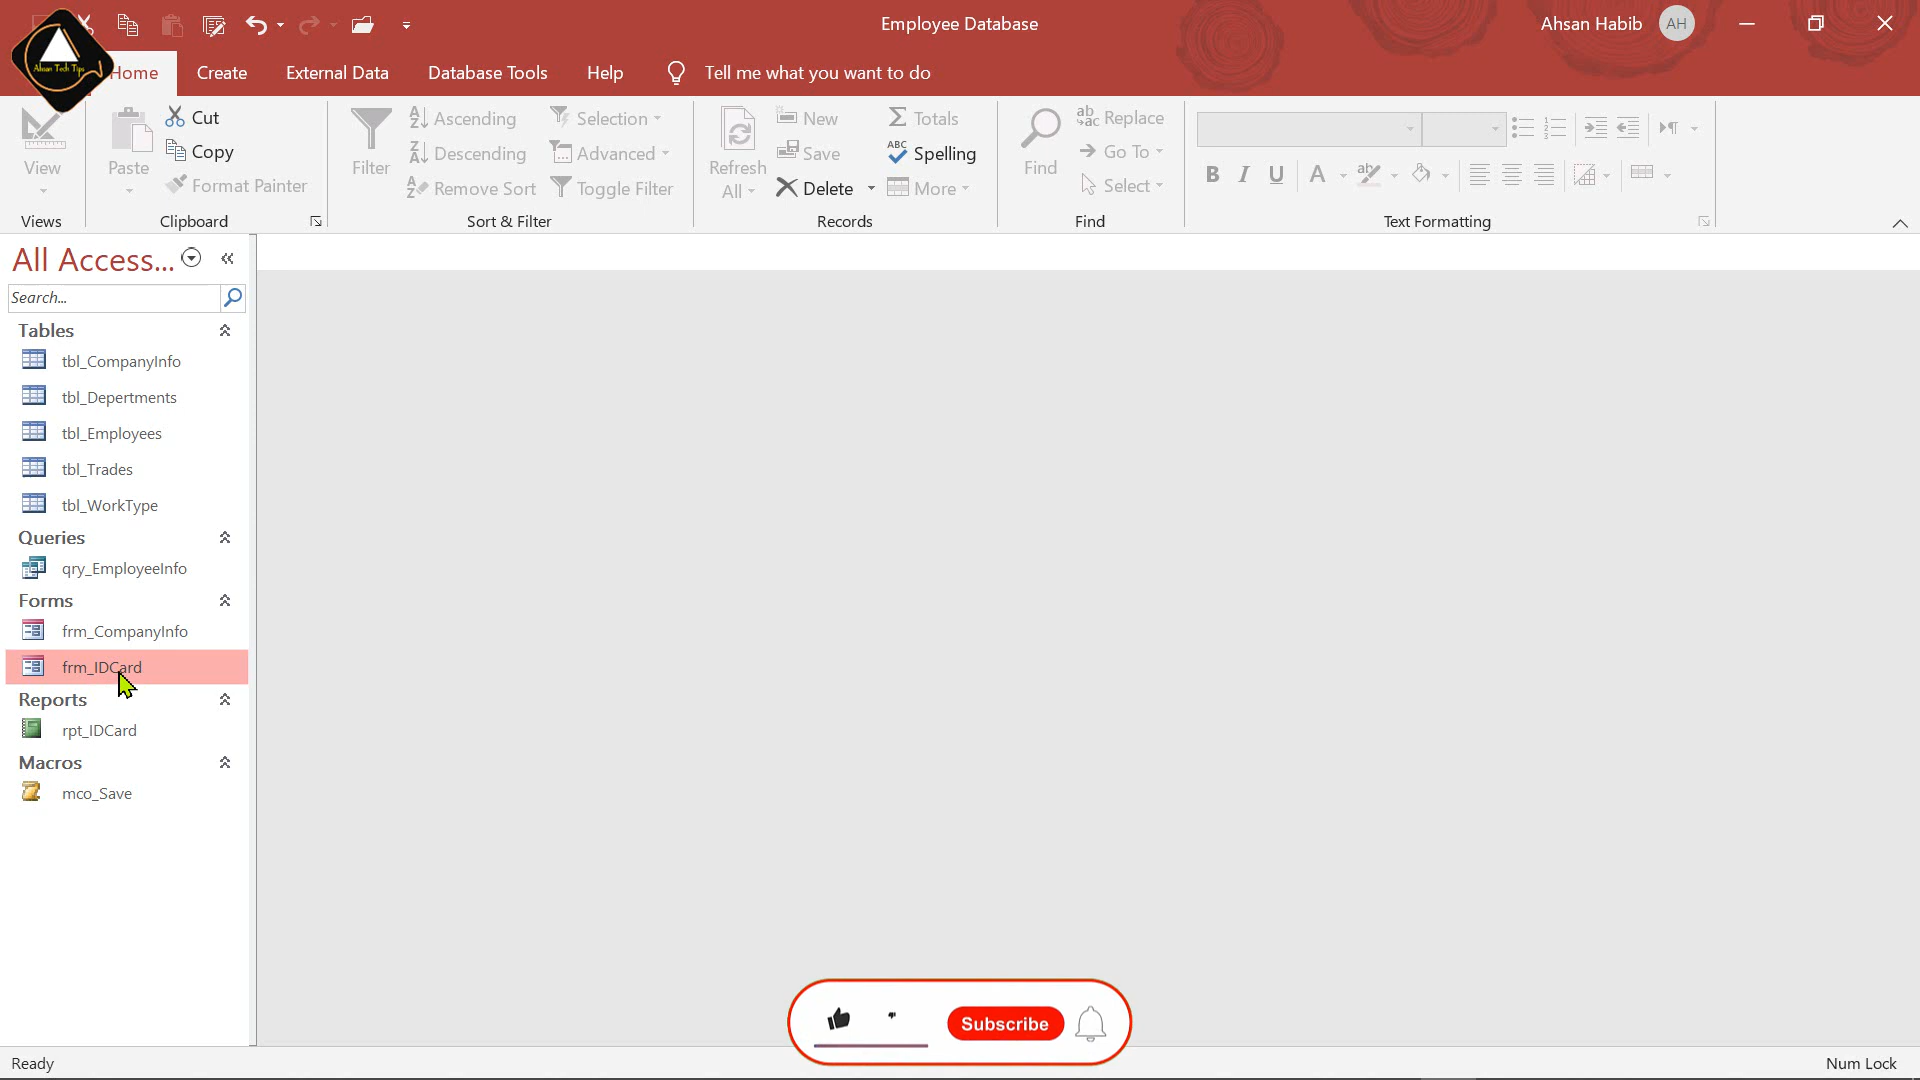 Employee Database
Ahsan Habib AH
Ahsan Tech Tips
Home Create External Data Database Tools Help Tell me what you want to do
View
Views
Paste
Cut
Copy
Format Painter
Clipboard
Filter
Ascending
Descending
Remove Sort
Selection
Advanced
Toggle Filter
Sort & Filter
Refresh
All
New
Save
Delete
Totals
Spelling
More
Records
Find
Replace
Go To
Select
Find
B I U A
Text Formatting
All Access...
Search...
Tables
tbl_CompanyInfo
tbl_Depertments
tbl_Employees
tbl_Trades
tbl_WorkType
Queries
qry_EmployeeInfo
Forms
frm_CompanyInfo
frm_IDCard
Reports
rpt_IDCard
Macros
mco_Save
Subscribe
Ready
Num Lock